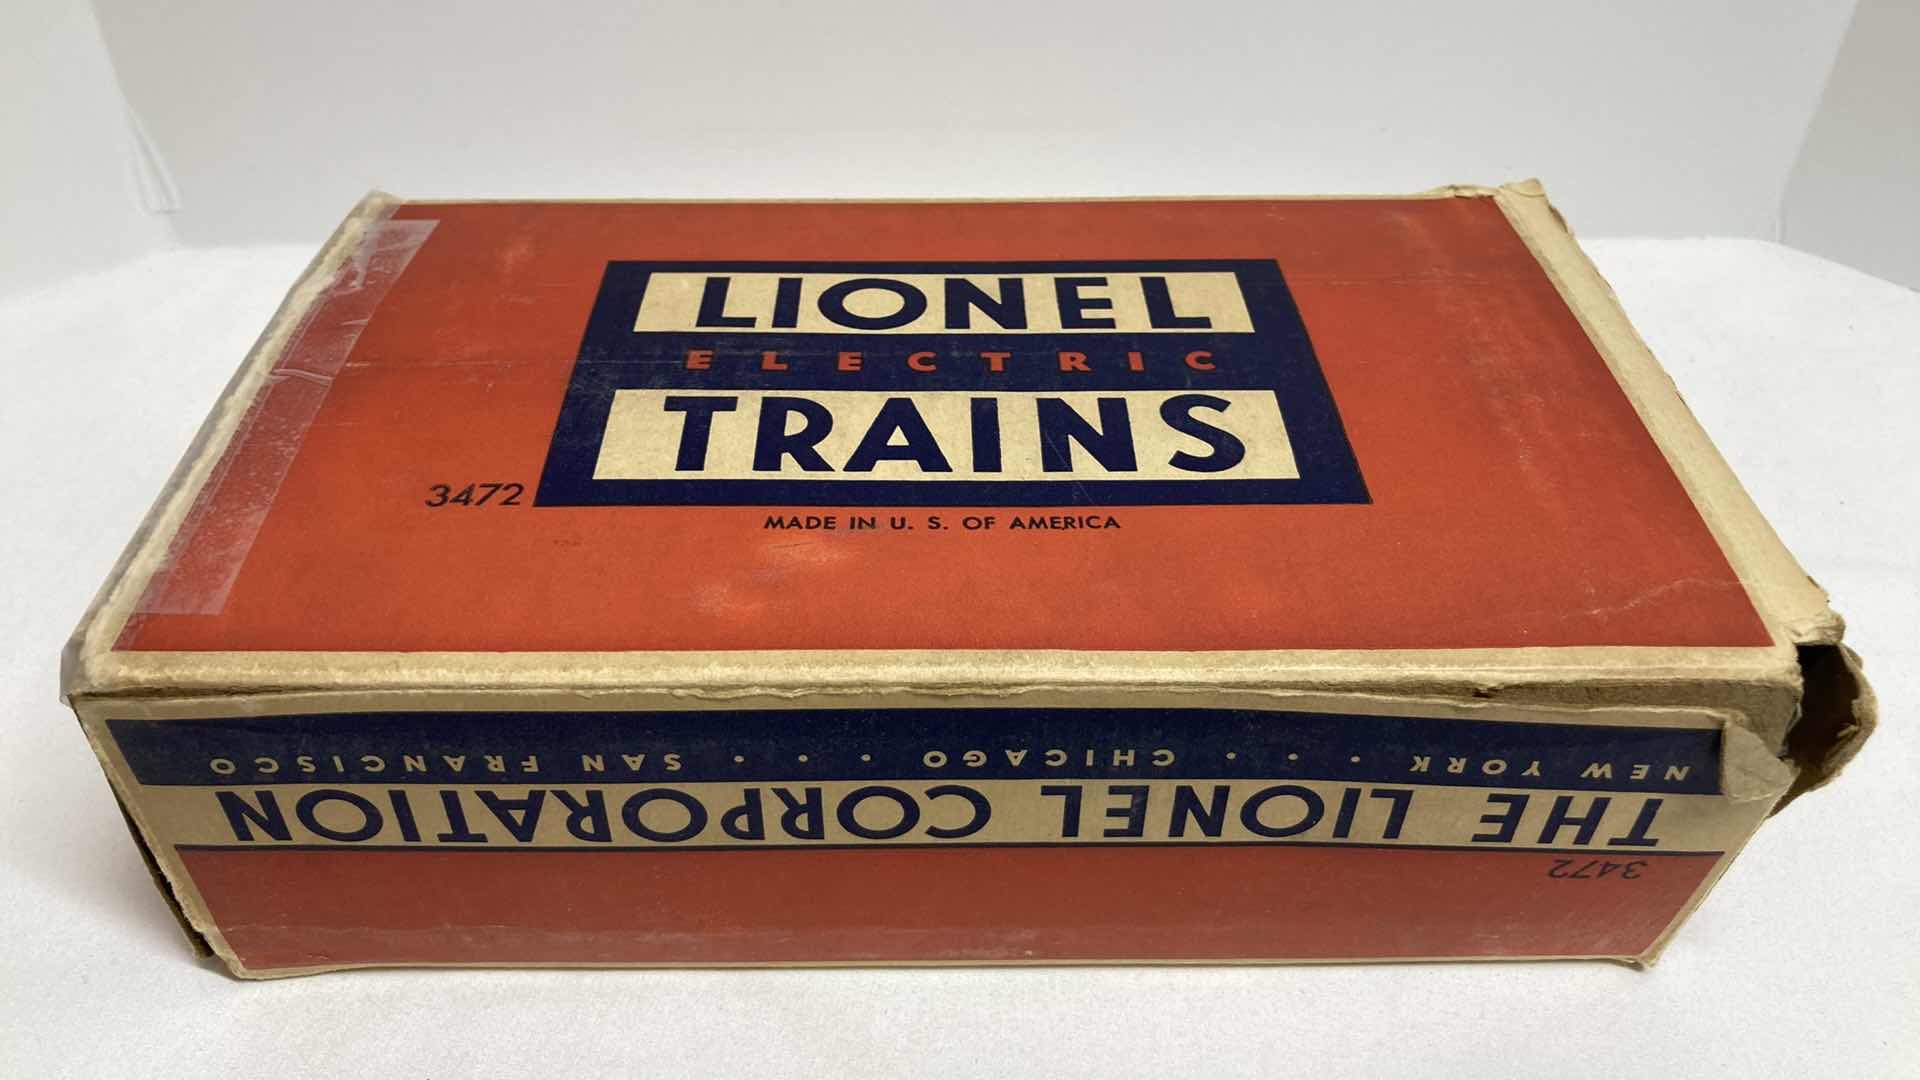 LIONEL
ELECTRIC
TRAINS
3472
MADE IN U. S. OF AMERICA
NEW YORK • • • CHICAGO • • • SAN FRANCISCO
THE LIONEL CORPORATION
3472